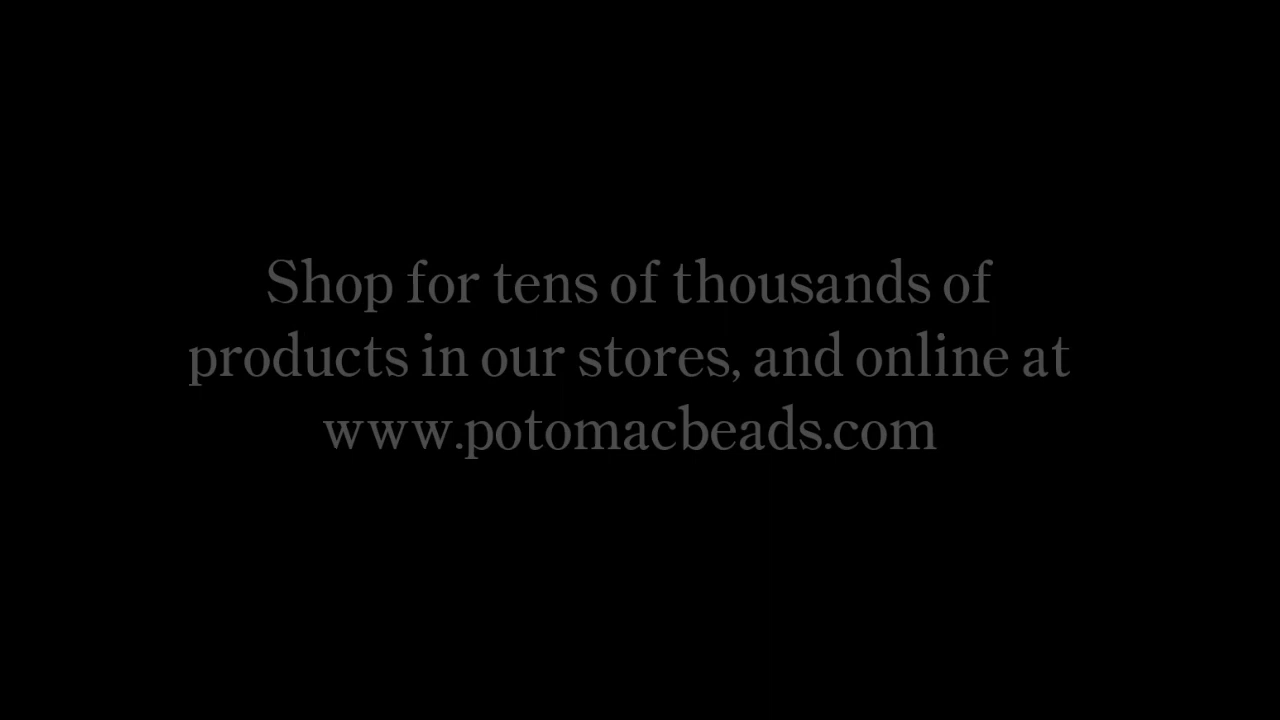 Shop for tens of thousands of
products in our stores, and online at
www.potomacbeads.com